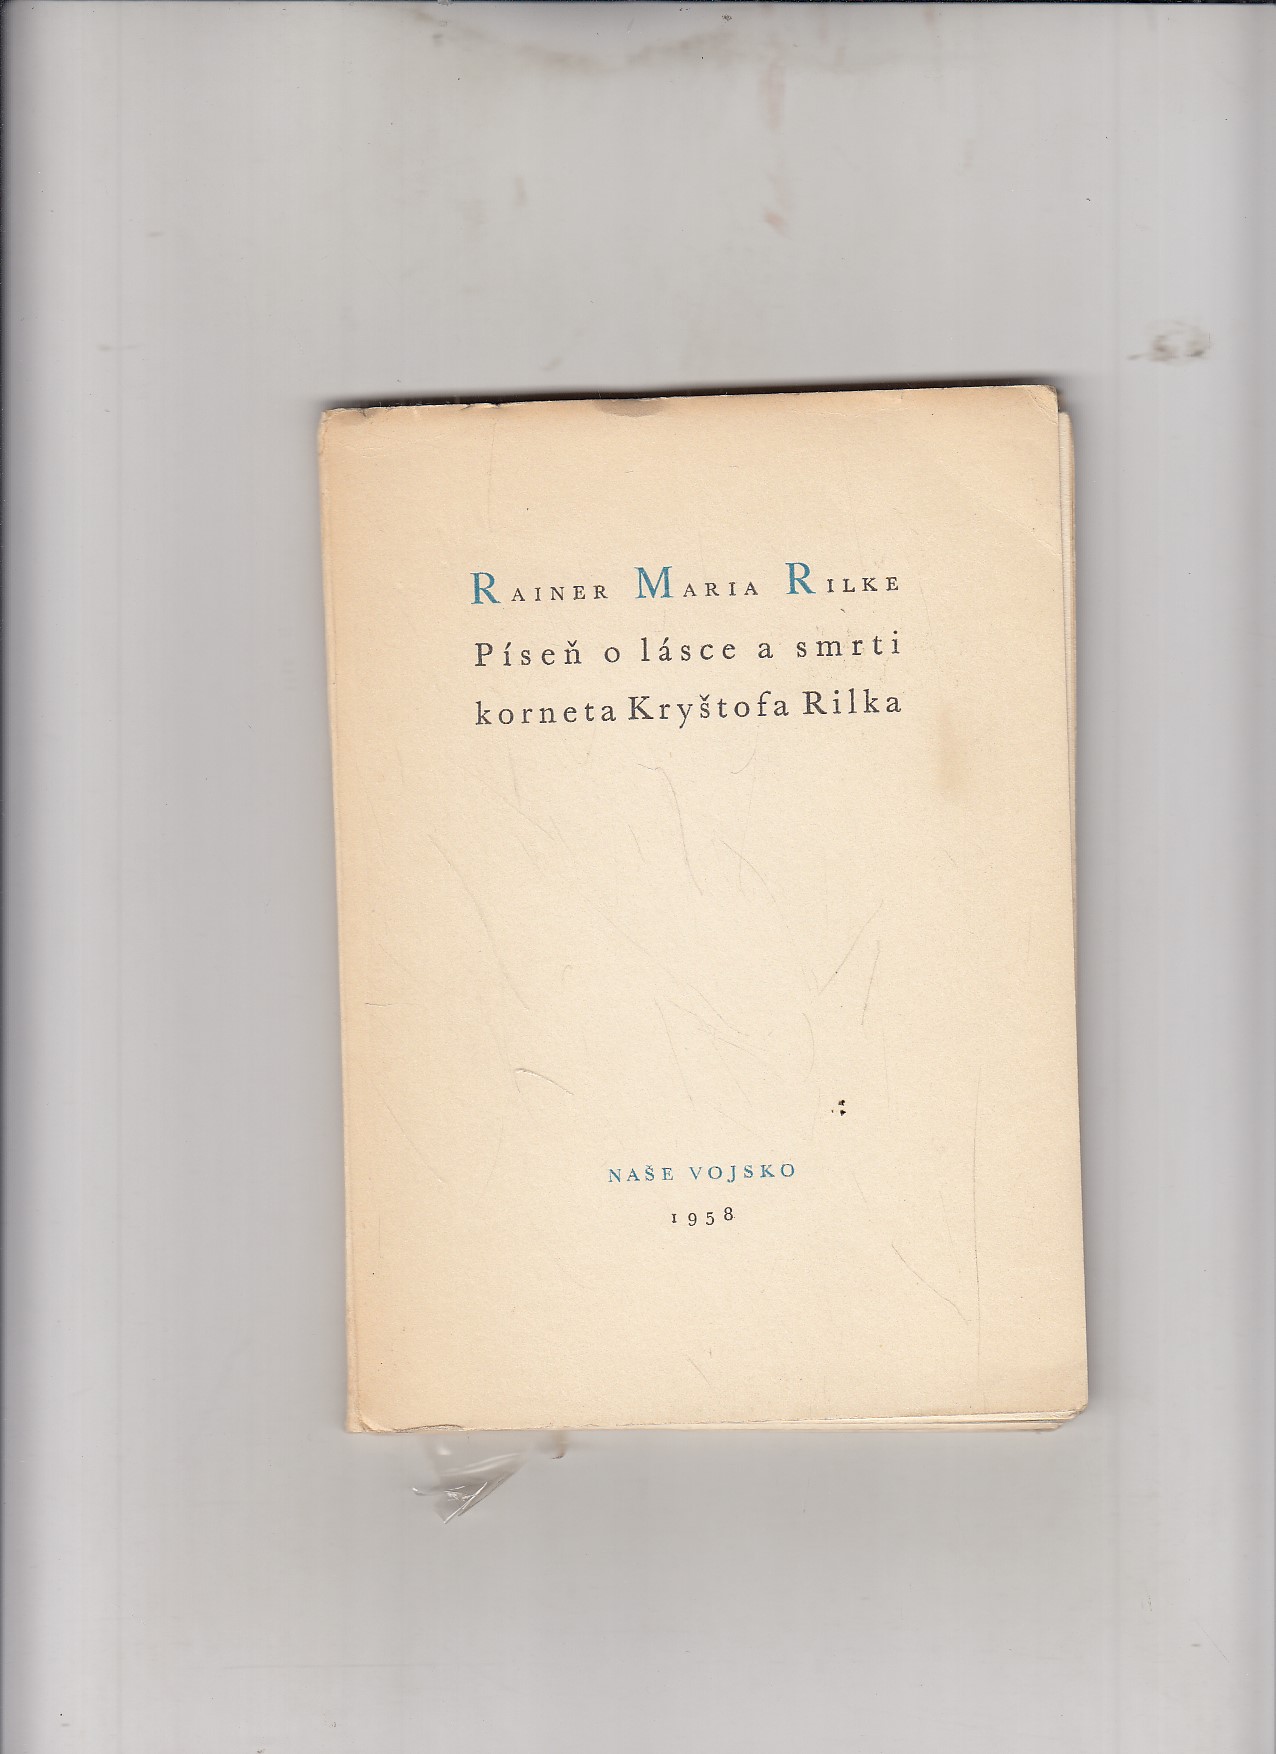 RAINER MARIA RILKE
Píseň o lásce a smrti
korneta Kryštofa Rilka
NAŠE VOJSKO
1958